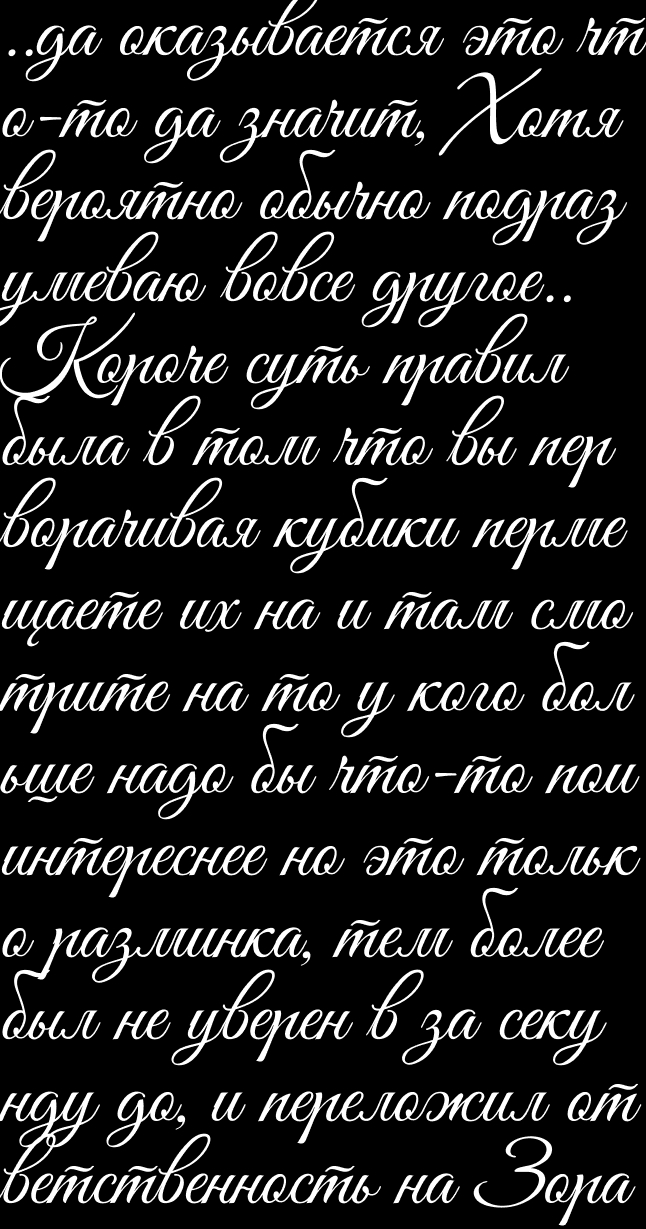 ..да оказывается это чт
о-то да значит, Хотя
вероятно обычно подраз
умеваю вовсе другое..
Короче суть правил
была в том что вы пер
ворачивая кубики перме
щаете их на и там смо
трите на то у кого бол
ьше надо бы что-то пои
интереснее но это тольк
о разминка, тем более
был не уверен в за секу
нду до, и переложил от
ветственность на Зора